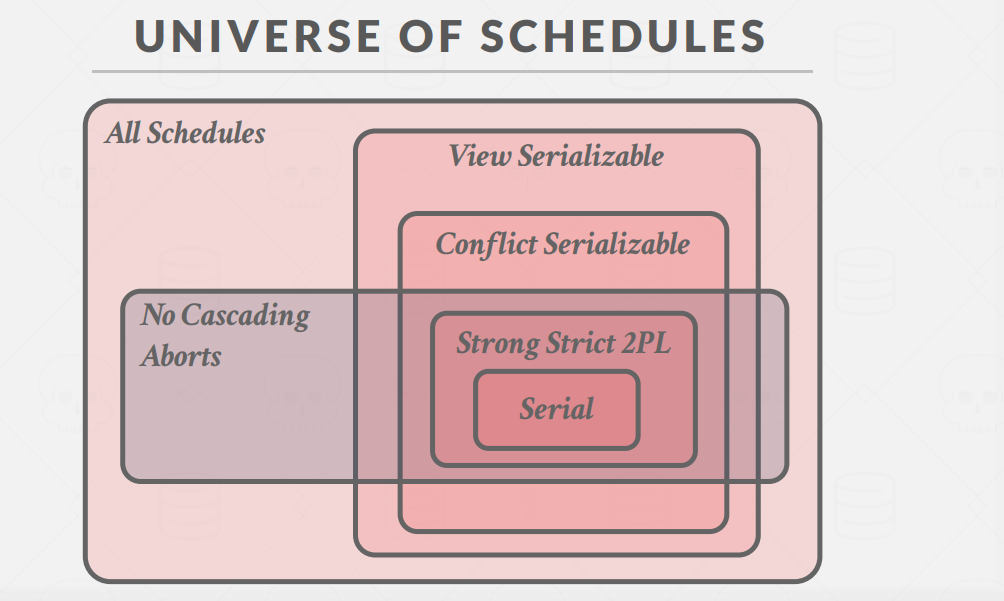 UNIVERSE OF SCHEDULES
All Schedules
View Serializable
Conflict Serializable
No Cascading
Aborts
Strong Strict 2PL
Serial